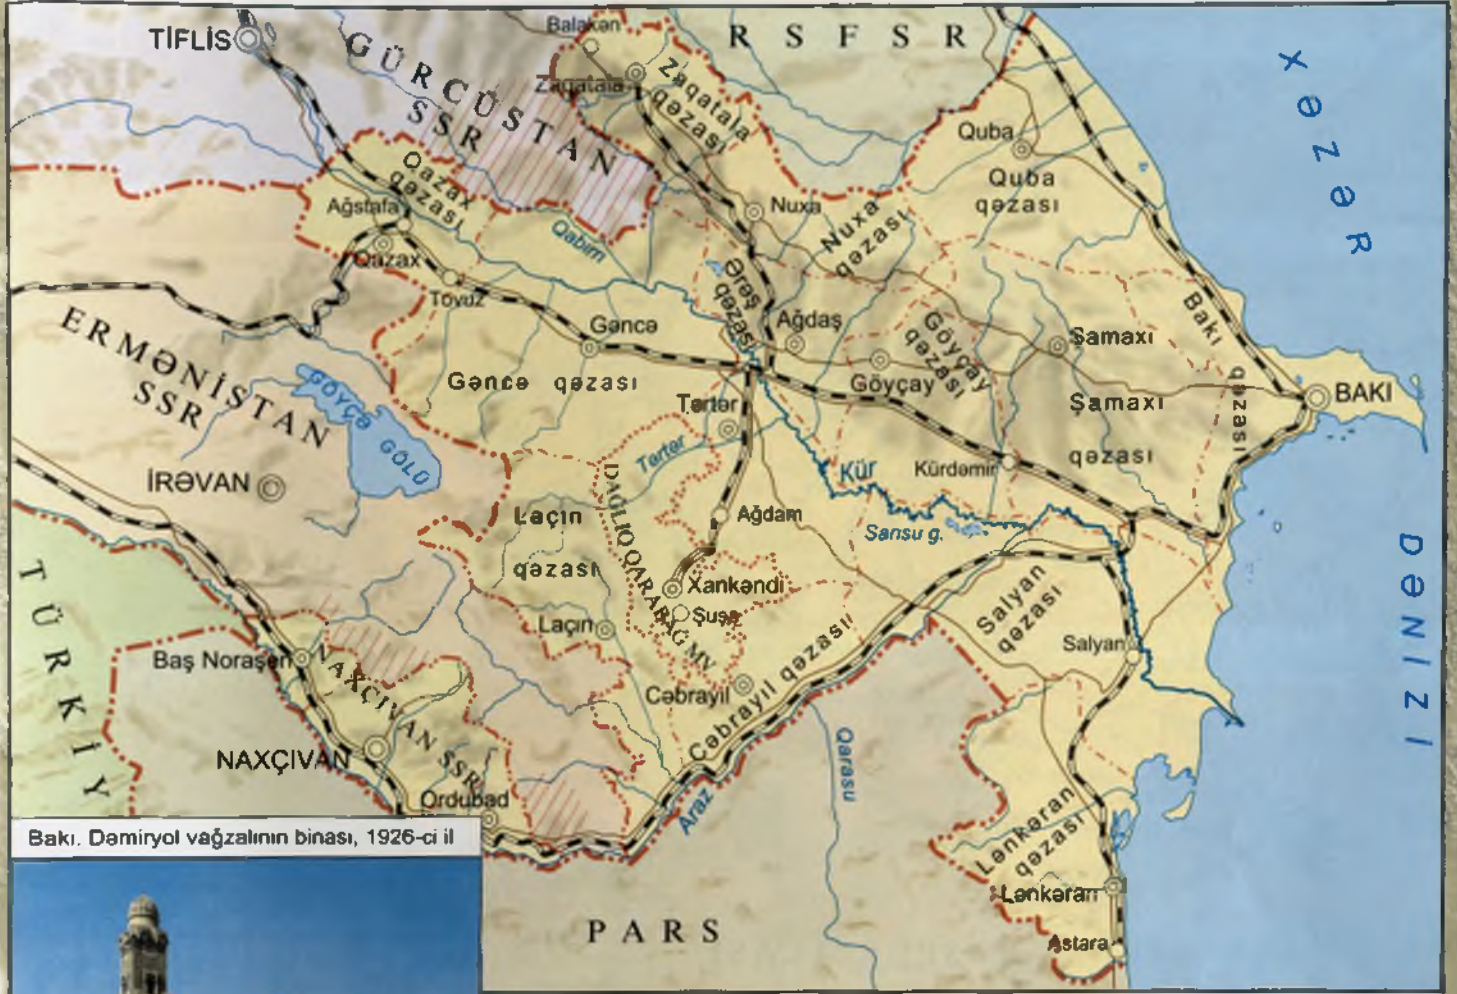 TİFLİS
Balakən
R S F S R
GÜRCÜSTAN
SSR
Zaqatala
Zaqatala
qəzası
XƏZƏR
Quba
Quba
qəzası
Qazax
qəzası
Ağstafa
Nuxa
Nuxa
qəzası
Qabırrı
Qazax
Tovuz
Ərəş
qəzası
Bakı
Gəncə
Ağdaş
Göyçay
qəzası
Şamaxı
ERMƏNİSTAN
SSR
GÖYÇƏ GÖLÜ
Gəncə qəzası
Göyçay
qəzası
BAKI
Tərtər
Şamaxı
qəzası
Tərtər
İRƏVAN
Kür
Kürdəmir
DAĞLIQ QARABAĞ MV
Laçın
qəzası
Ağdam
Sarısu g.
DƏNİZİ
TÜRKİY
Xankəndi
Şuşa
Salyan
qəzası
Laçın
Salyan
Baş Noraşen
NAXÇIVAN SSR
Cəbrayıl
Cəbrayıl qəzası
NAXÇIVAN
Qarasu
Ordubad
Araz
Lənkəran
qəzası
Bakı. Dəmiryol vağzalının binası, 1926-ci il
Lənkəran
PARS
Astara